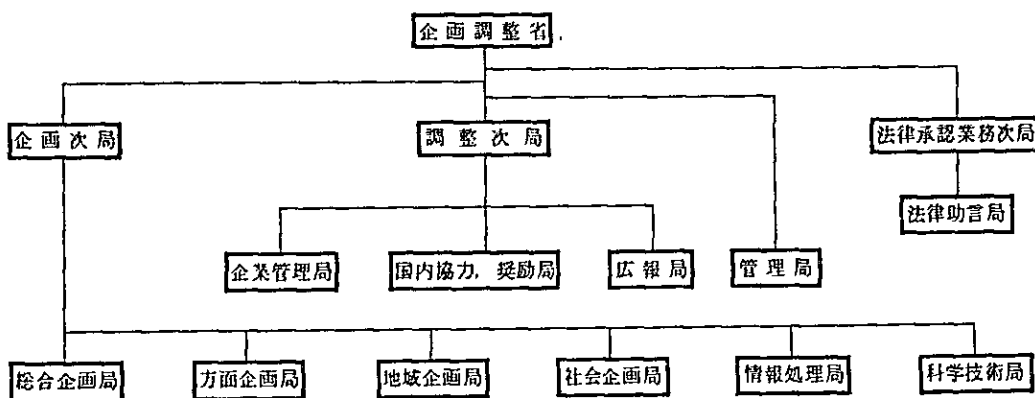 企画調整省
企画次局
調整次局
法律承認業務次局
法律助言局
企業管理局
国内協力，奨励局
広報局
管理局
総合企画局
方面企画局
地域企画局
社会企画局
情報処理局
科学技術局